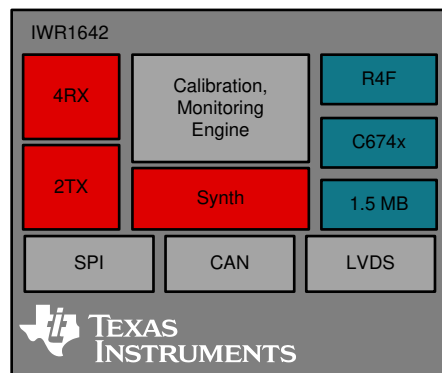 IWR1642
4RX
Calibration,
Monitoring
Engine
R4F
C674x
2TX
Synth
1.5 MB
SPI
CAN
LVDS
TEXAS
INSTRUMENTS